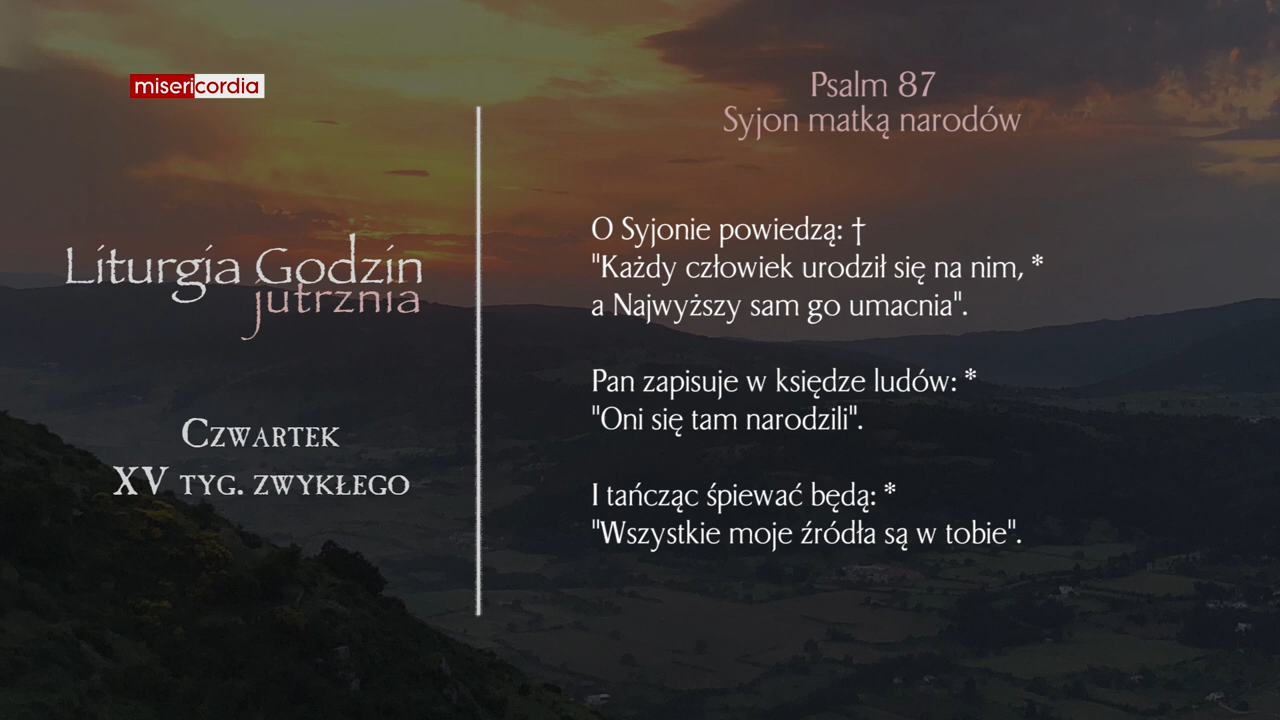 misericordia
Liturgia Godzin
jutrznia
Czwartek
XV tyg. zwykłego
Psalm 87
Syjon matką narodów
O Syjonie powiedzą: †
"Każdy człowiek urodził się na nim, *
a Najwyższy sam go umacnia".
Pan zapisuje w księdze ludów: *
"Oni się tam narodzili".
I tańcząc śpiewać będą: *
"Wszystkie moje źródła są w tobie".